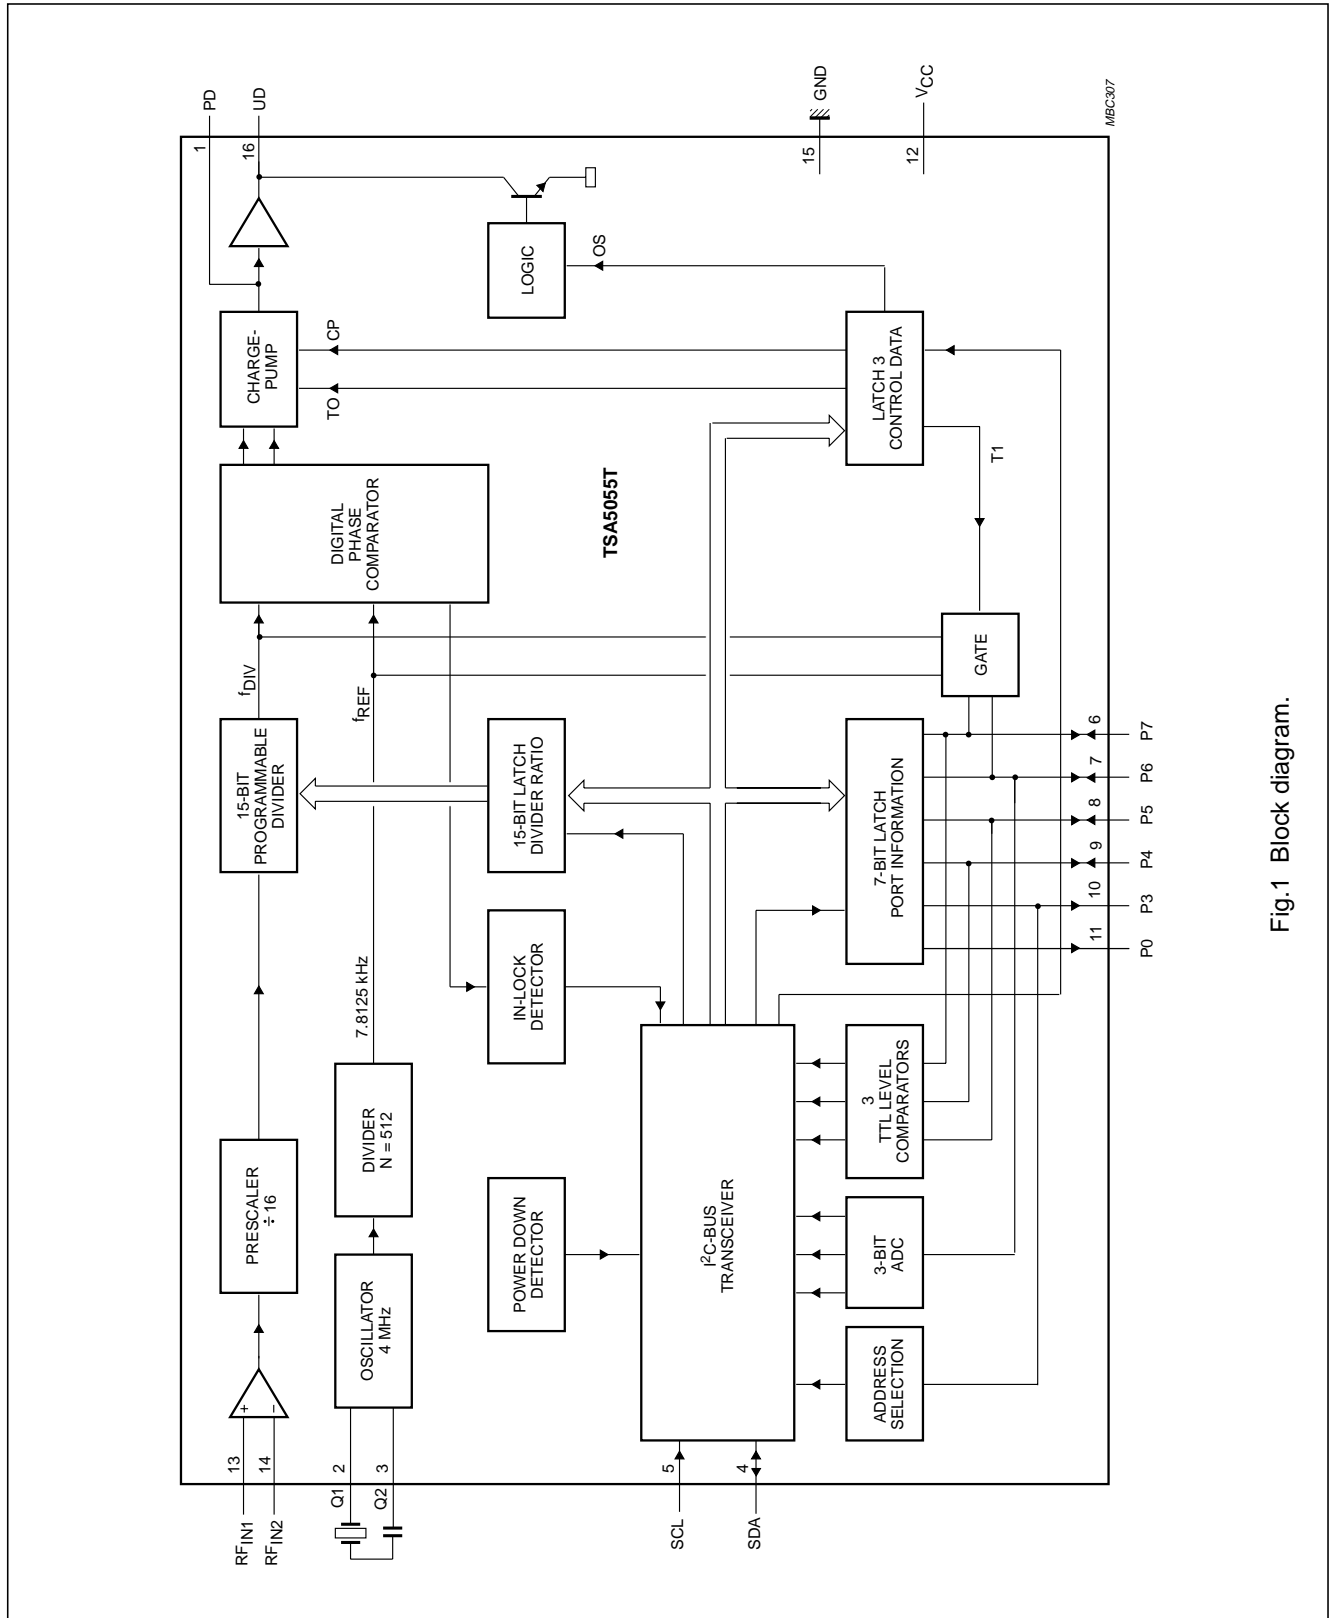 RFIN1
13
RFIN2
14
PRESCALER
÷16
15-BIT
PROGRAMMABLE
DIVIDER
fDIV
DIGITAL
PHASE
COMPARATOR
CHARGE-
PUMP
1
PD
16
UD
Q1
2
Q2
3
OSCILLATOR
4 MHz
DIVIDER
N = 512
7.8125 kHz
fREF
TO
CP
POWER DOWN
DETECTOR
IN-LOCK
DETECTOR
15-BIT LATCH
DIVIDER RATIO
LOGIC
OS
TSA5055T
SCL
5
SDA
4
I2C-BUS
TRANSCEIVER
15
GND
12
VCC
ADDRESS
SELECTION
3-BIT
ADC
3
TTL LEVEL
COMPARATORS
7-BIT LATCH
PORT INFORMATION
GATE
T1
LATCH 3
CONTROL DATA
11
10
9
8
7
6
P0
P3
P4
P5
P6
P7
MBC307
Fig.1 Block diagram.